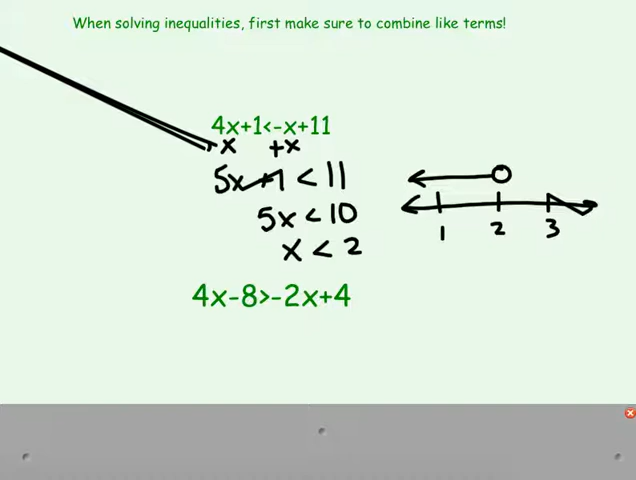 When solving inequalities, first make sure to combine like terms!
4x+1<-x+11
+x +x
5x+1<11
5x<10
x<2
1 2 3
4x-8>-2x+4